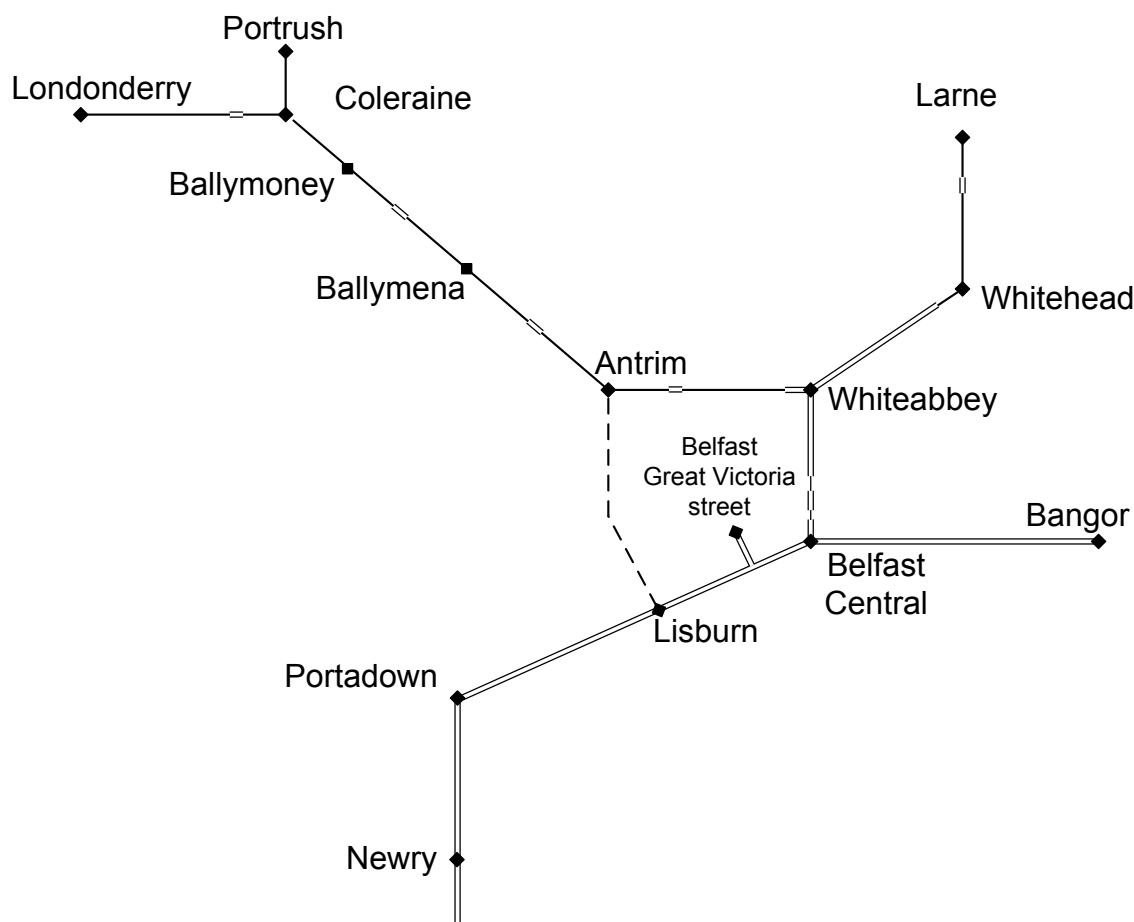 Portrush
Londonderry
Coleraine
Larne
Ballymoney
Ballymena
Whitehead
Antrim
Whiteabbey
Belfast
Great Victoria
street
Bangor
Belfast
Central
Lisburn
Portadown
Newry